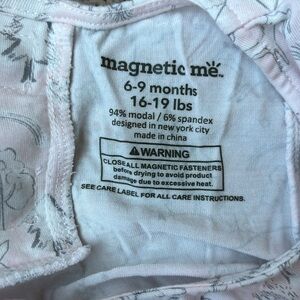 magnetic me™
6-9 months
16-19 lbs
94% modal / 6% spandex
designed in new york city
made in china
⚠ WARNING
CLOSE ALL MAGNETIC FASTENERS
before drying to avoid product
damage due to excessive heat.
SEE CARE LABEL FOR ALL CARE INSTRUCTIONS.